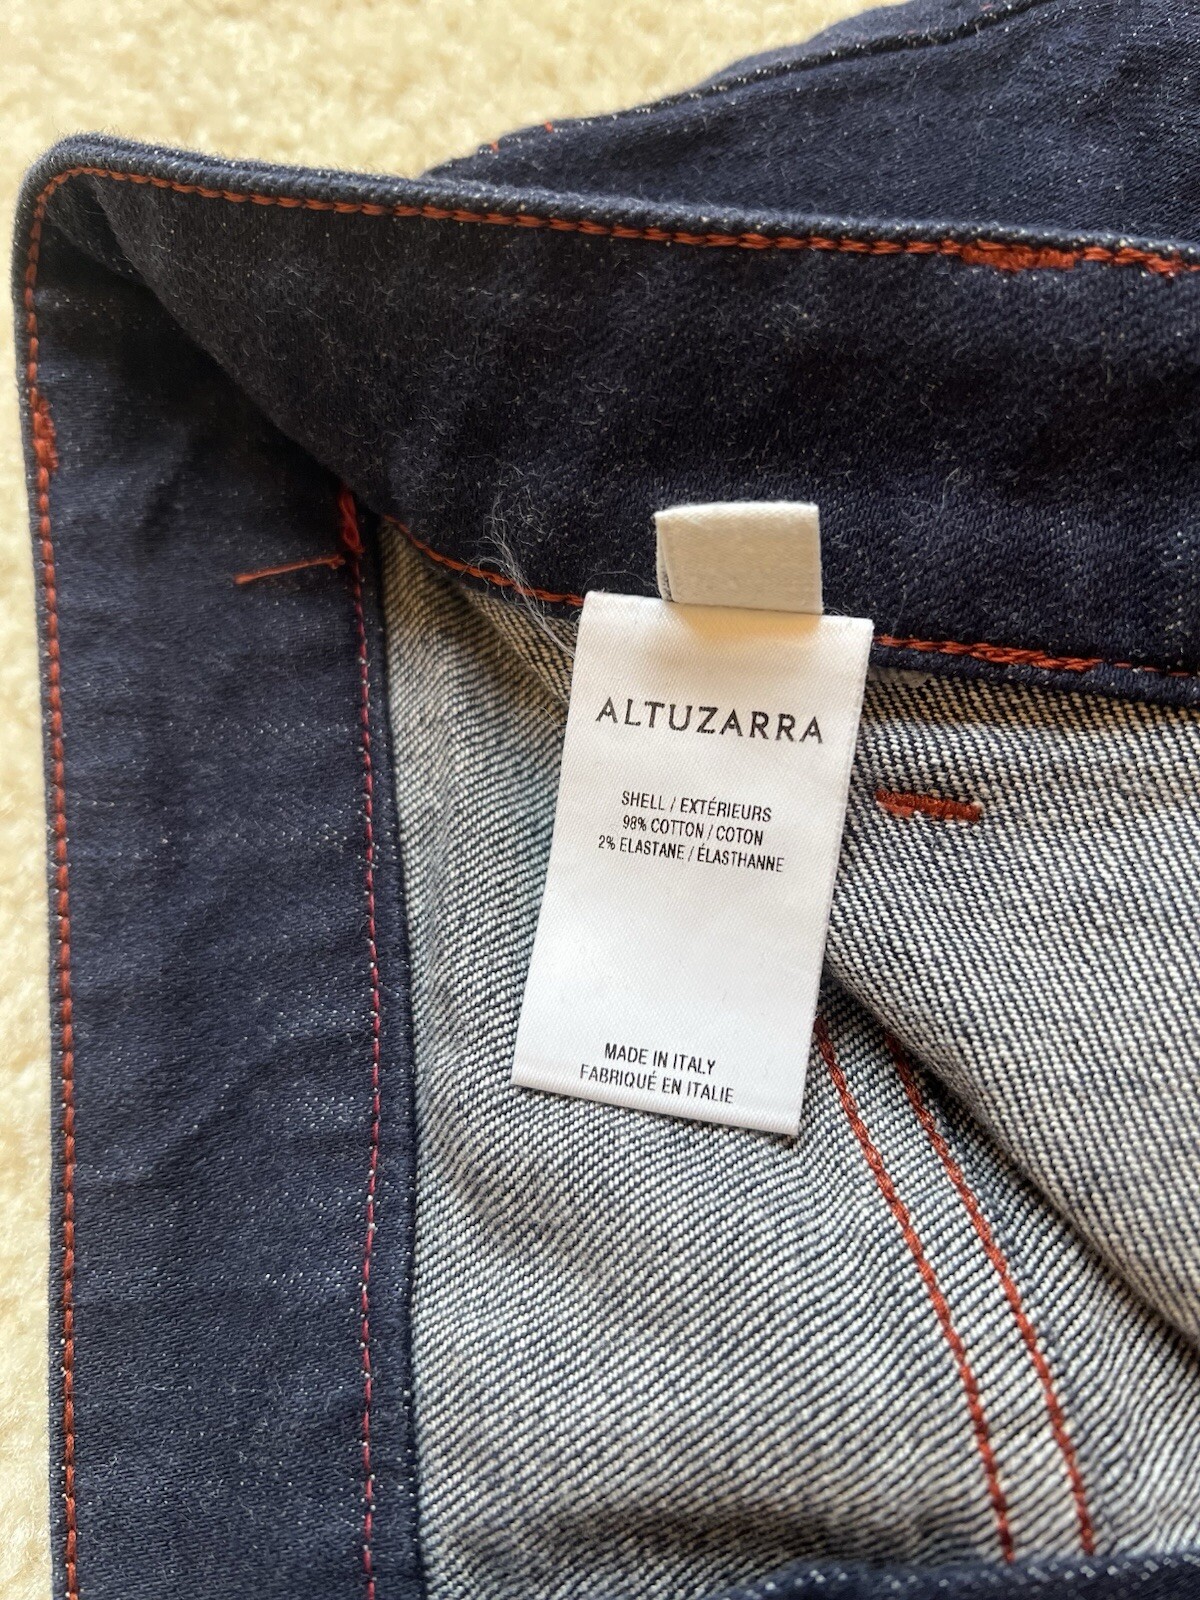 ALTUZARRA
SHELL / EXTÉRIEURS
98% COTTON / COTON
2% ELASTANE / ÉLASTHANNE
MADE IN ITALY
FABRIQUÉ EN ITALIE